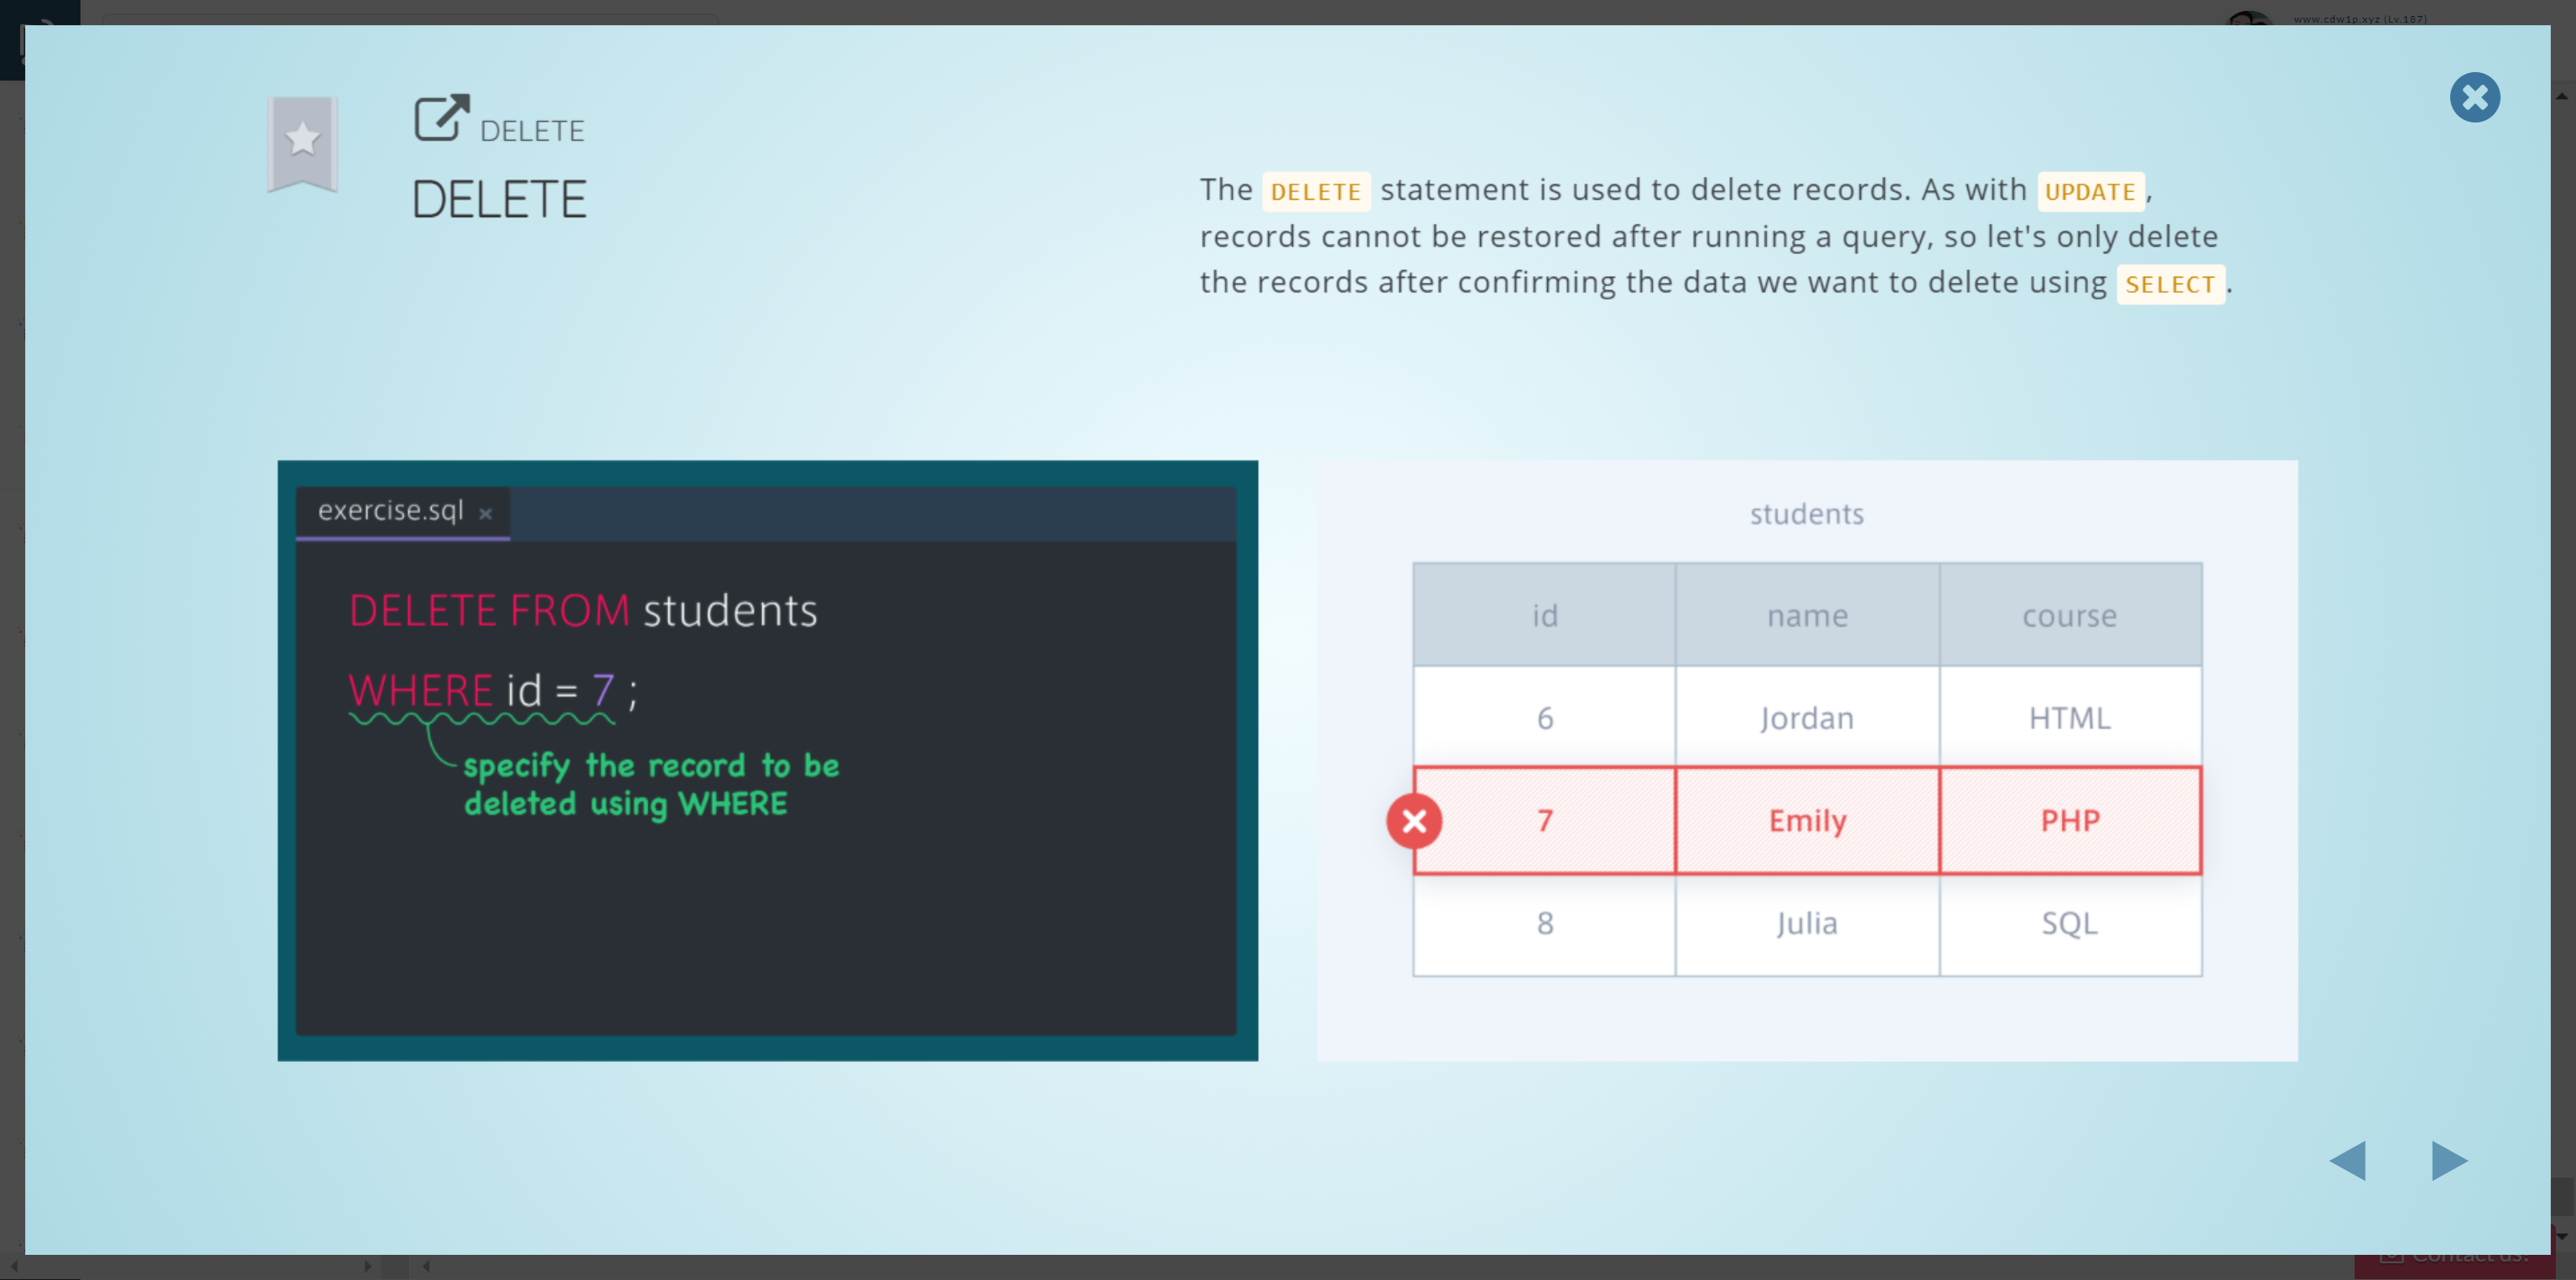 www.cdw1p.xyz (Lv.187)
DELETE
DELETE
The DELETE statement is used to delete records. As with UPDATE,
records cannot be restored after running a query, so let's only delete
the records after confirming the data we want to delete using SELECT.
exercise.sql
DELETE FROM students
WHERE id = 7 ;
specify the record to be
deleted using WHERE
students
id name course
6 Jordan HTML
7 Emily PHP
8 Julia SQL
Contact us!